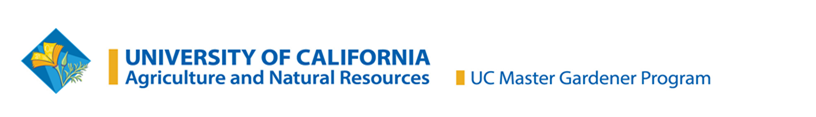 UNIVERSITY OF CALIFORNIA
Agriculture and Natural Resources
UC Master Gardener Program